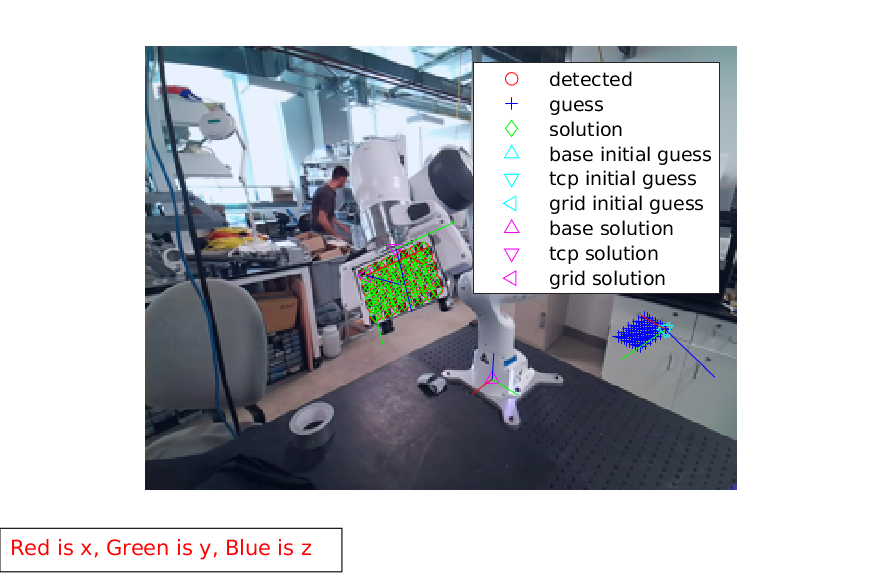 detected
guess
solution
base initial guess
tcp initial guess
grid initial guess
base solution
tcp solution
grid solution
Red is x, Green is y, Blue is z